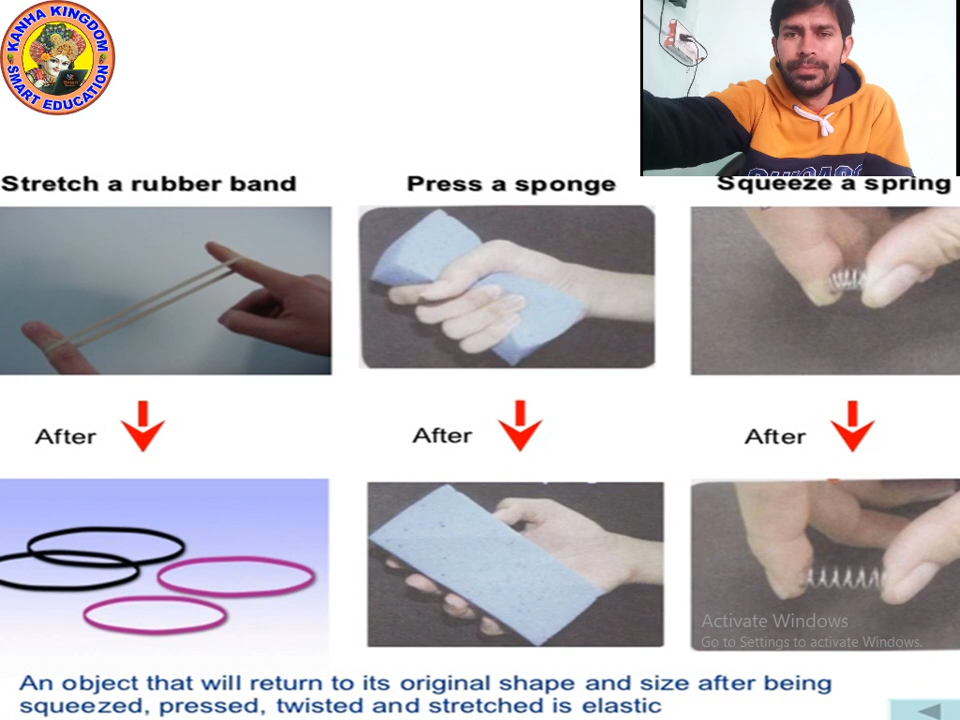 KANHA KINGDOM
SMART EDUCATION
Stretch a rubber band
Press a sponge
Squeeze a spring
After
After
After
Activate Windows
Go to Settings to activate Windows.
An object that will return to its original shape and size after being
squeezed, pressed, twisted and stretched is elastic